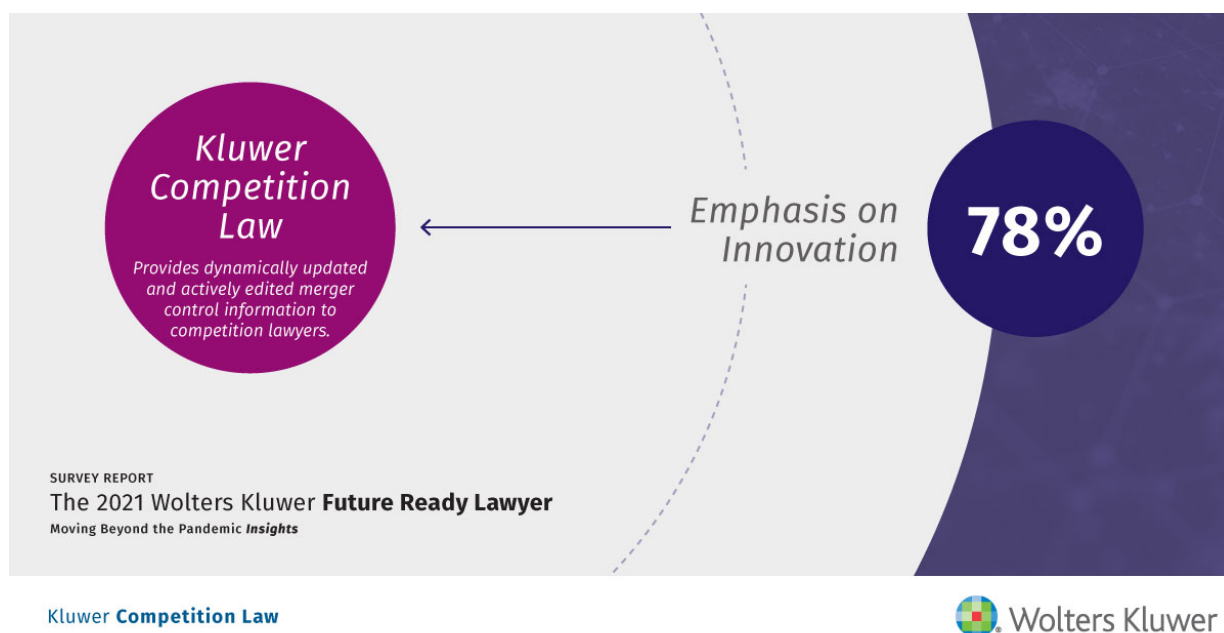 Kluwer
Competition
Law
Provides dynamically updated
and actively edited merger
control information to
competition lawyers.
Emphasis on
Innovation
78%
SURVEY REPORT
The 2021 Wolters Kluwer Future Ready Lawyer
Moving Beyond the Pandemic Insights
Kluwer Competition Law
Wolters Kluwer